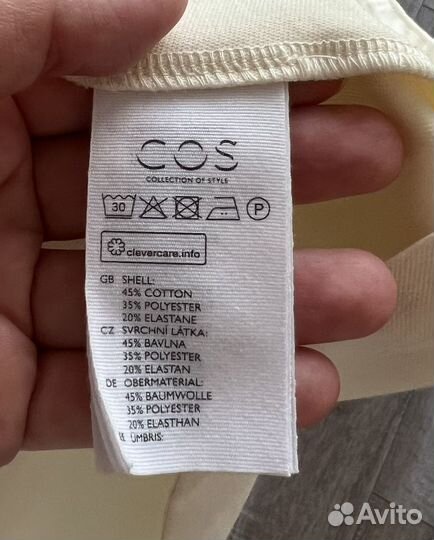 COS
COLLECTION OF STYLE
30 P
clevercare.info
GB SHELL:
45% COTTON
35% POLYESTER
20% ELASTANE
CZ SVRCHNÍ LÁTKA:
45% BAVLNA
35% POLYESTER
20% ELASTAN
DE OBERMATERIAL:
45% BAUMWOLLE
35% POLYESTER
20% ELASTHAN
UMBRIS:
Avito